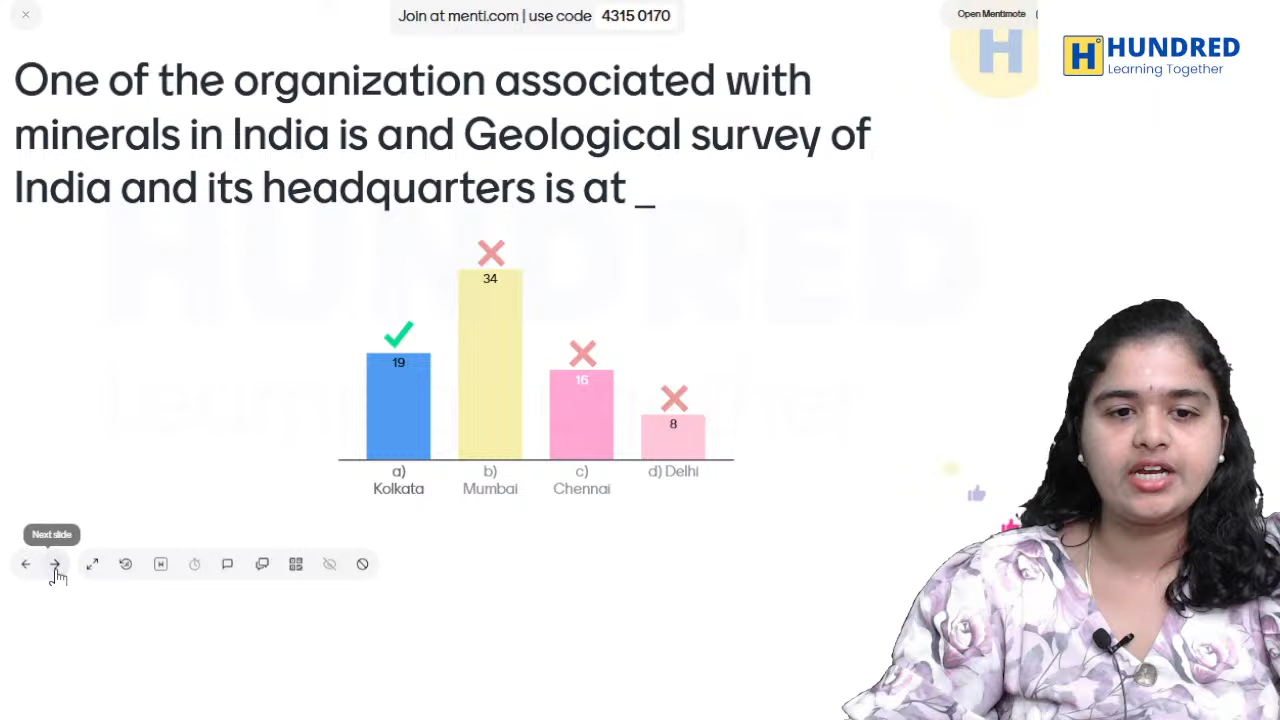 Join at menti.com | use code 4315 0170
Open Mentimote
H
HUNDRED
Learning Together
One of the organization associated with
minerals in India is and Geological survey of
India and its headquarters is at _
34
19
16
8
a)
Kolkata
b)
Mumbai
c)
Chennai
d) Delhi
Next slide
HUNDRED